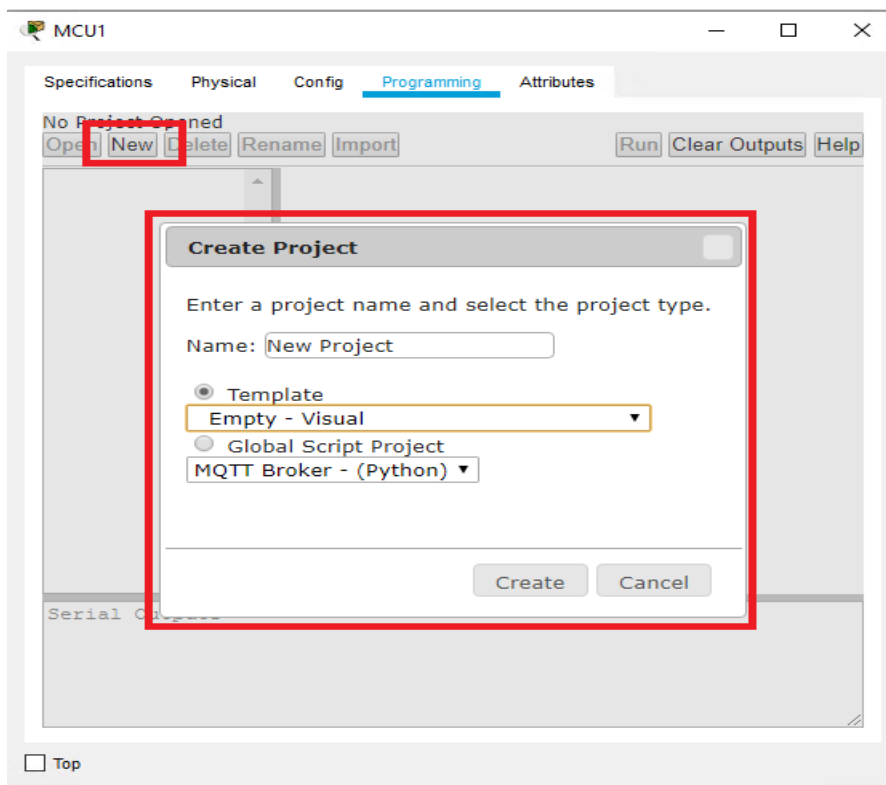 MCU1
Specifications Physical Config Programming Attributes
No Project Opened
Open New Delete Rename Import Run Clear Outputs Help
Create Project
Enter a project name and select the project type.
Name: New Project
Template
Empty - Visual
Global Script Project
MQTT Broker - (Python)
Create Cancel
Serial Outputs
Top